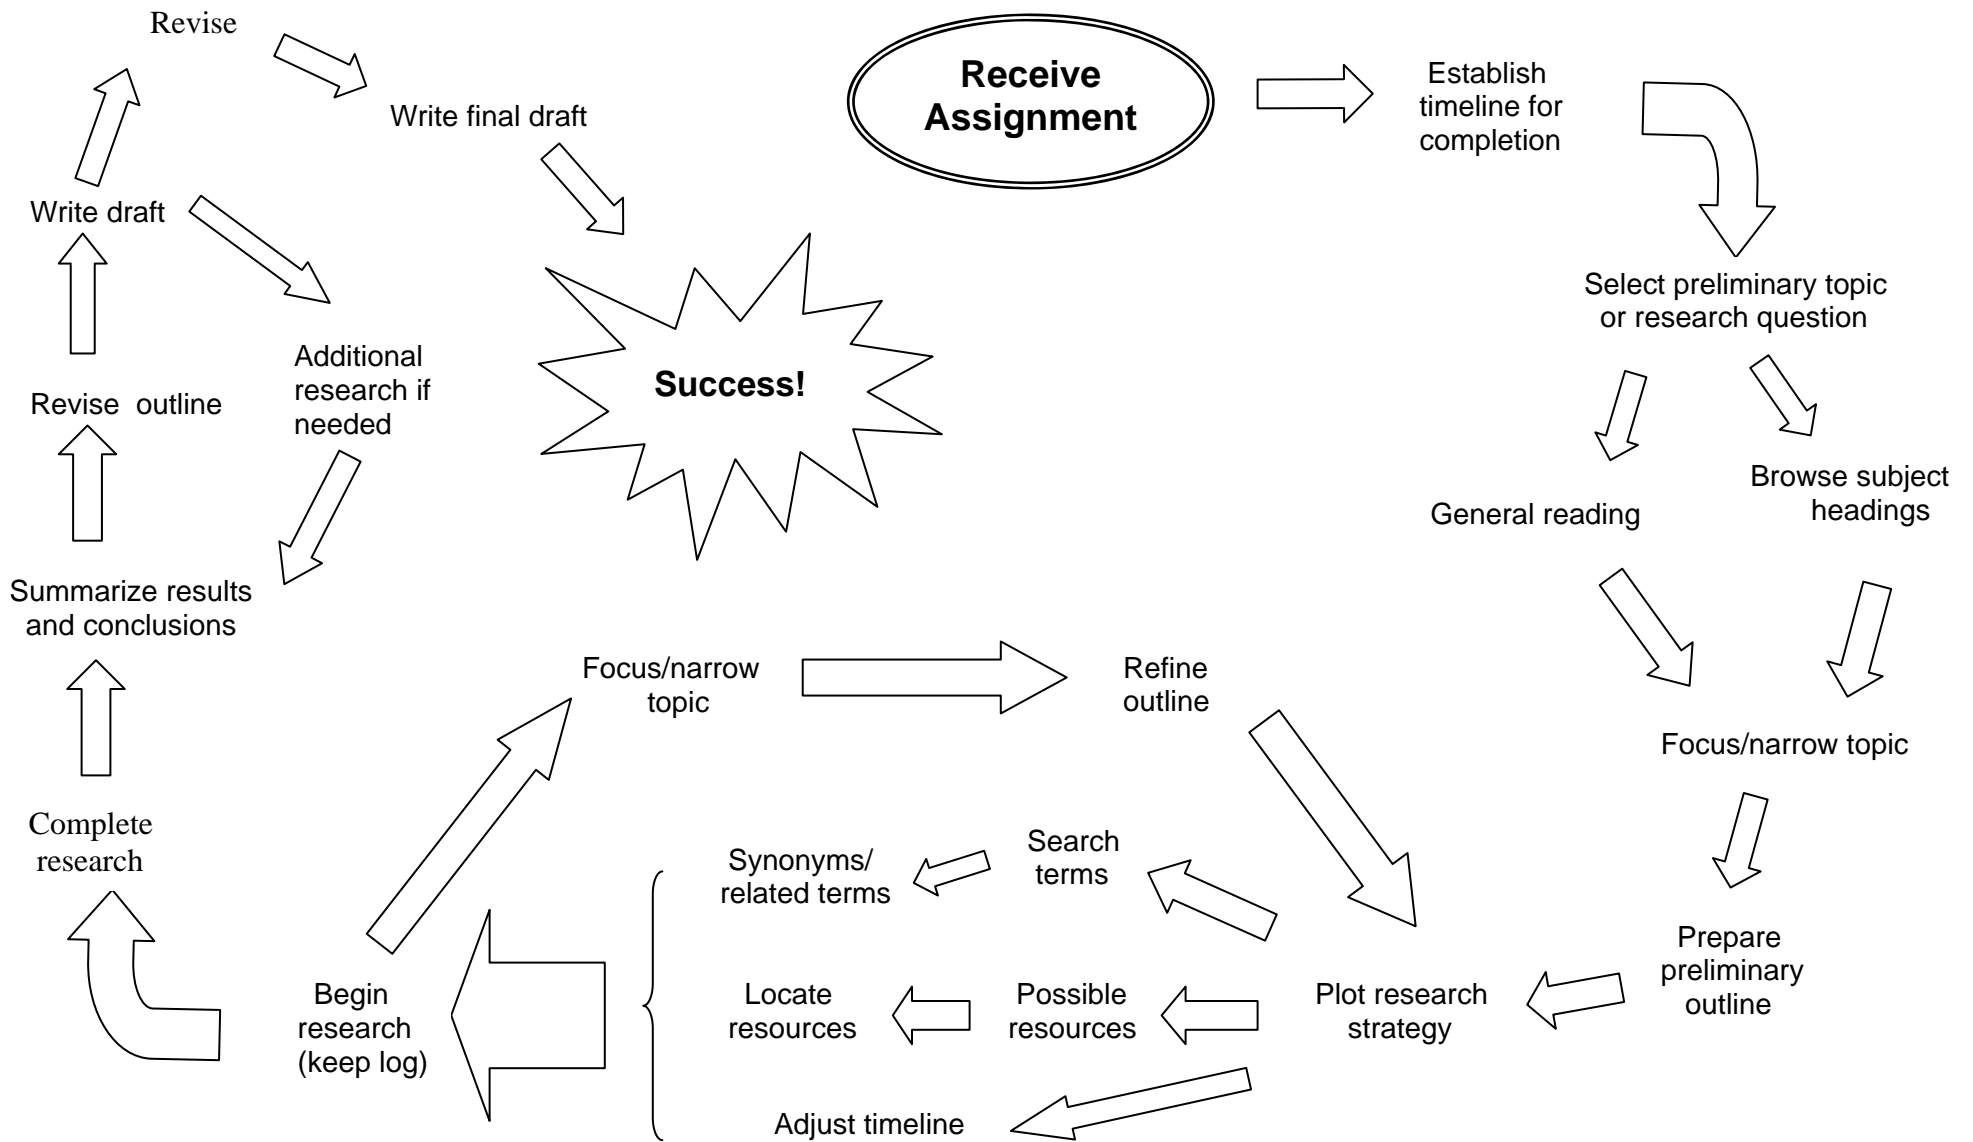 Receive
Assignment
Establish
timeline for
completion
Select preliminary topic
or research question
General reading
Browse subject
headings
Focus/narrow topic
Prepare
preliminary
outline
Plot research
strategy
Search
terms
Synonyms/
related terms
Possible
resources
Locate
resources
Adjust timeline
Begin
research
(keep log)
Focus/narrow
topic
Refine
outline
Complete
research
Summarize results
and conclusions
Revise outline
Write draft
Additional
research if
needed
Revise
Write final draft
Success!